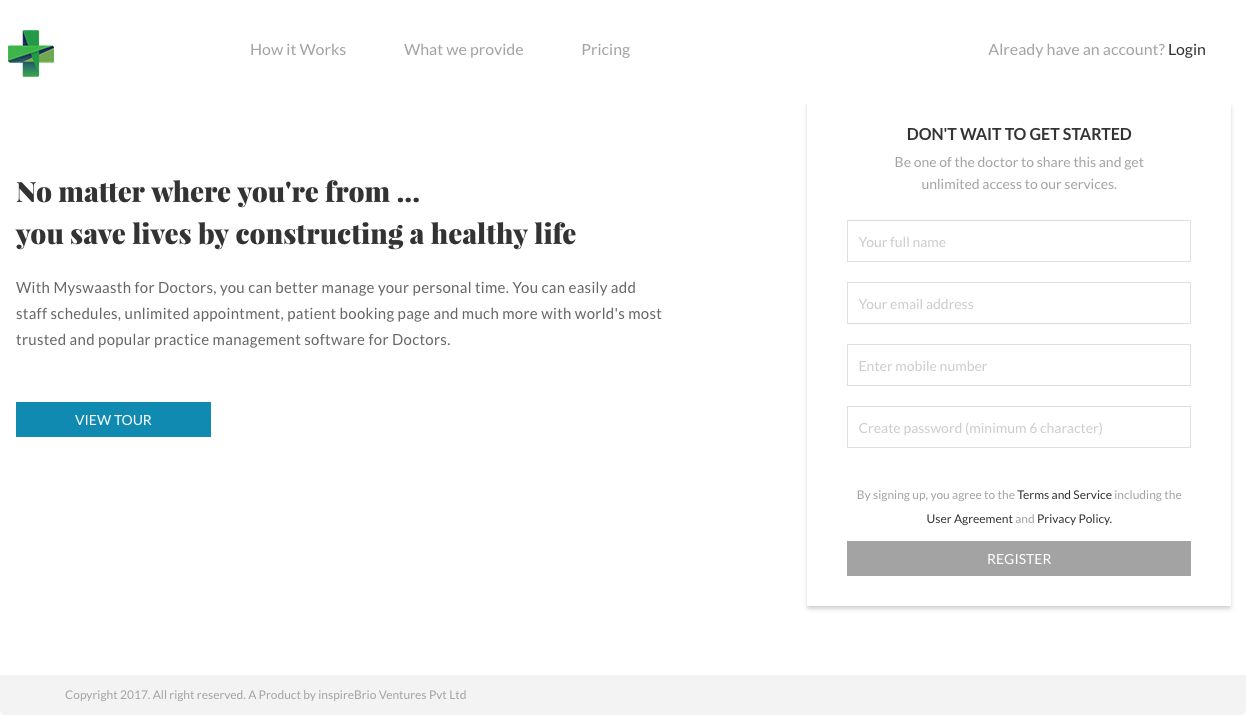 How it Works
What we provide
Pricing
Already have an account? Login
No matter where you're from ...
you save lives by constructing a healthy life
With Myswaasth for Doctors, you can better manage your personal time. You can easily add
staff schedules, unlimited appointment, patient booking page and much more with world's most
trusted and popular practice management software for Doctors.
VIEW TOUR
DON'T WAIT TO GET STARTED
Be one of the doctor to share this and get
unlimited access to our services.
Your full name
Your email address
Enter mobile number
Create password (minimum 6 character)
By signing up, you agree to the Terms and Service including the
User Agreement and Privacy Policy.
REGISTER
Copyright 2017. All right reserved. A Product by inspireBrio Ventures Pvt Ltd